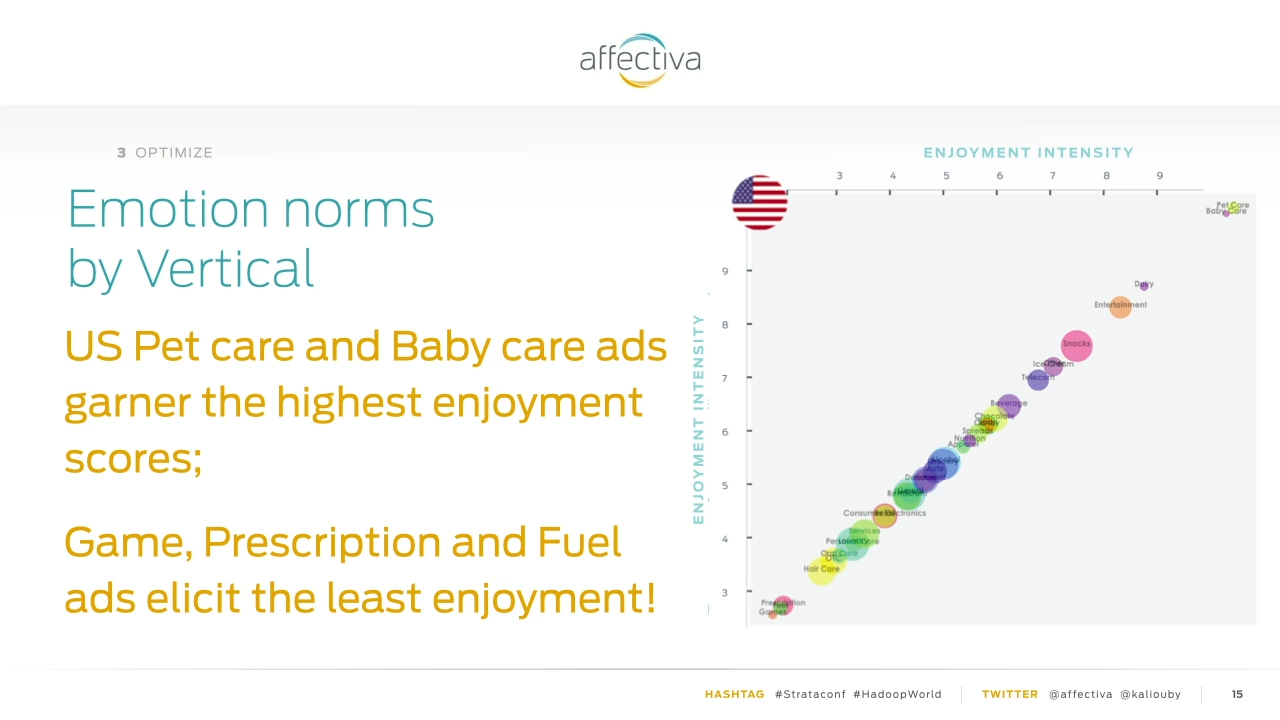 affectiva
3 OPTIMIZE
Emotion norms
by Vertical
US Pet care and Baby care ads
garner the highest enjoyment
scores;
Game, Prescription and Fuel
ads elicit the least enjoyment!
ENJOYMENT INTENSITY
3 4 5 6 7 8 9
ENJOYMENT INTENSITY
9
8
7
6
5
4
3
Pet Care
Baby Care
Dairy
Entertainment
Snacks
Ice Cream
Telecom
Beverage
Chocolate
Candy
Spreads
Nutrition
Apparel
Alcohol
Auto
Consumer Electronics
Services
Personal Care
Oral Care
OTC
Hair Care
Prescription
Fuel
Games
HASHTAG #Strataconf #HadoopWorld
TWITTER @affectiva @kaliouby
15